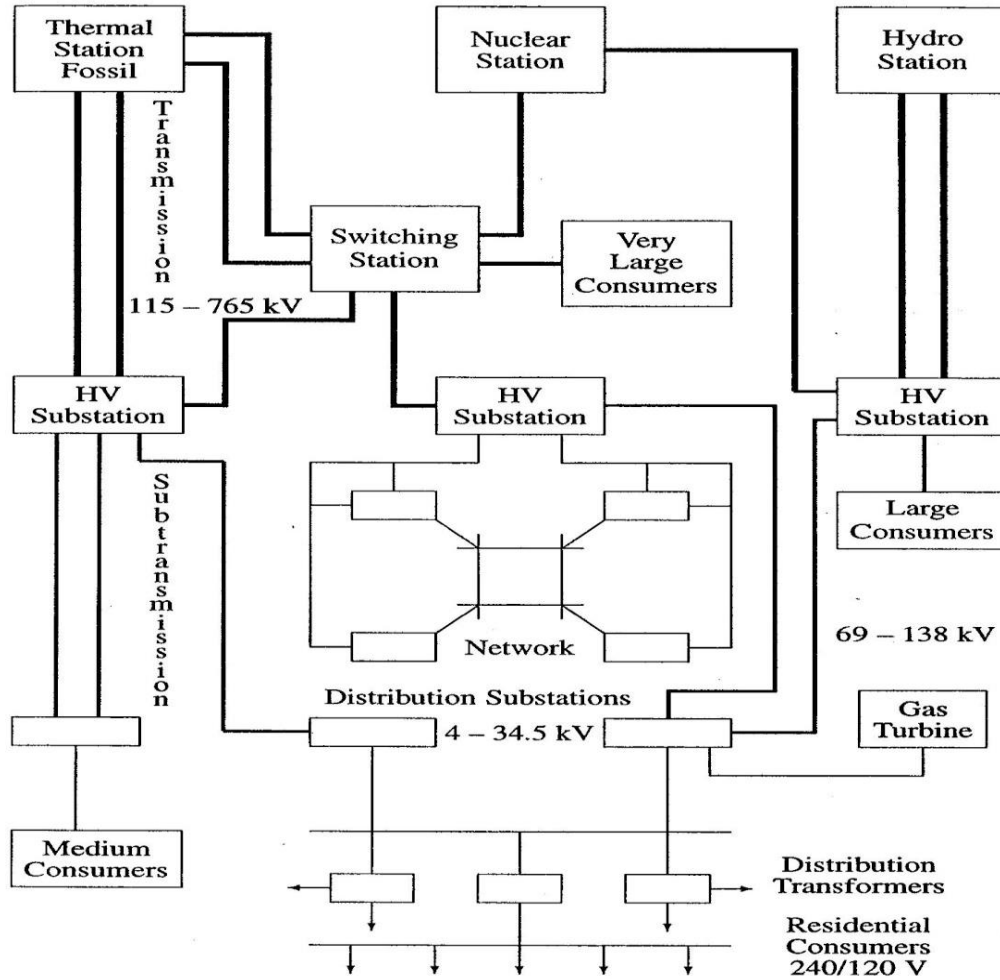 Thermal
Station
Fossil
Nuclear
Station
Hydro
Station
Transmission
Switching
Station
Very
Large
Consumers
115 – 765 kV
HV
Substation
HV
Substation
HV
Substation
Subtransmission
Large
Consumers
Network
69 – 138 kV
Distribution Substations
4 – 34.5 kV
Gas
Turbine
Medium
Consumers
Distribution
Transformers
Residential
Consumers
240/120 V